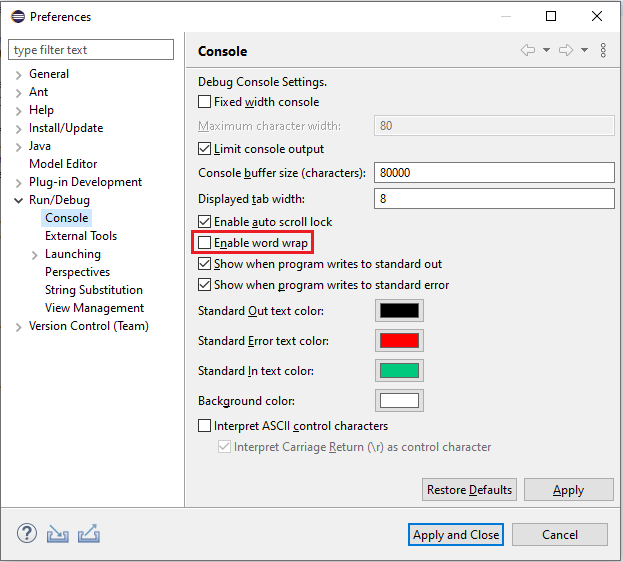 Preferences
type filter text
General
Ant
Help
Install/Update
Java
Model Editor
Plug-in Development
Run/Debug
Console
External Tools
Launching
Perspectives
String Substitution
View Management
Version Control (Team)
Console
Debug Console Settings.
Fixed width console
Maximum character width: 80
Limit console output
Console buffer size (characters): 80000
Displayed tab width: 8
Enable auto scroll lock
Enable word wrap
Show when program writes to standard out
Show when program writes to standard error
Standard Out text color:
Standard Error text color:
Standard In text color:
Background color:
Interpret ASCII control characters
Interpret Carriage Return (\r) as control character
Restore Defaults Apply
? Apply and Close Cancel